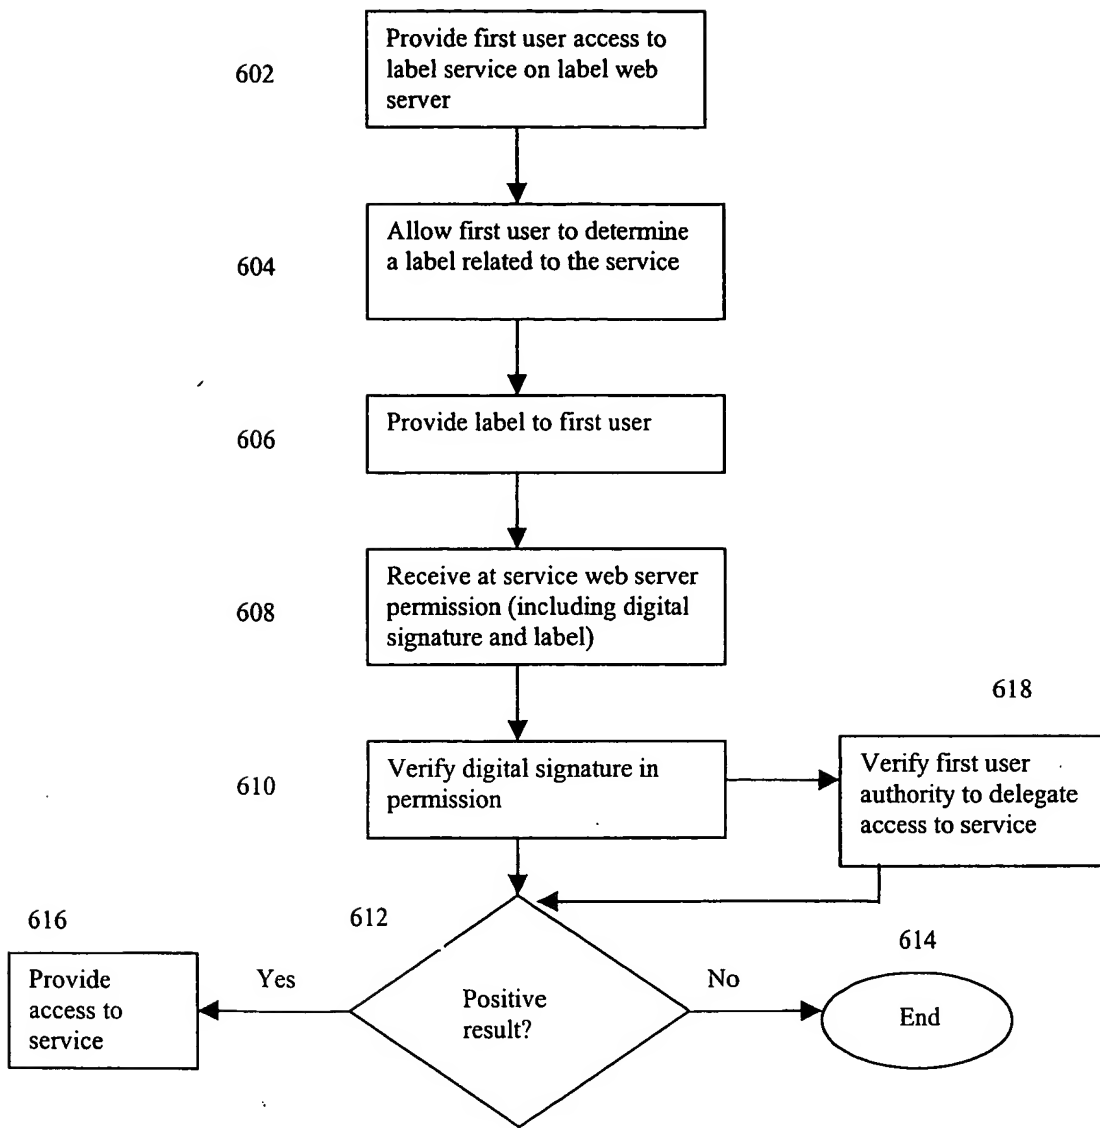 602
Provide first user access to
label service on label web
server
604
Allow first user to determine
a label related to the service
606
Provide label to first user
608
Receive at service web server
permission (including digital
signature and label)
610
Verify digital signature in
permission
618
Verify first user
authority to delegate
access to service
612
Positive
result?
Yes
616
Provide
access to
service
No
614
End